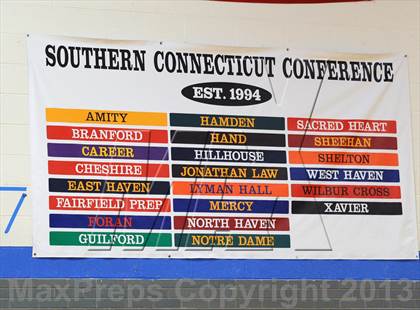 SOUTHERN CONNECTICUT CONFERENCE
EST. 1994
AMITY
BRANFORD
CAREER
CHESHIRE
EAST HAVEN
FAIRFIELD PREP
FORAN
GUILFORD
HAMDEN
HAND
HILLHOUSE
JONATHAN LAW
LYMAN HALL
MERCY
NORTH HAVEN
NOTRE DAME
SACRED HEART
SHEEHAN
SHELTON
WEST HAVEN
WILBUR CROSS
XAVIER
MaxPreps Copyright 2013